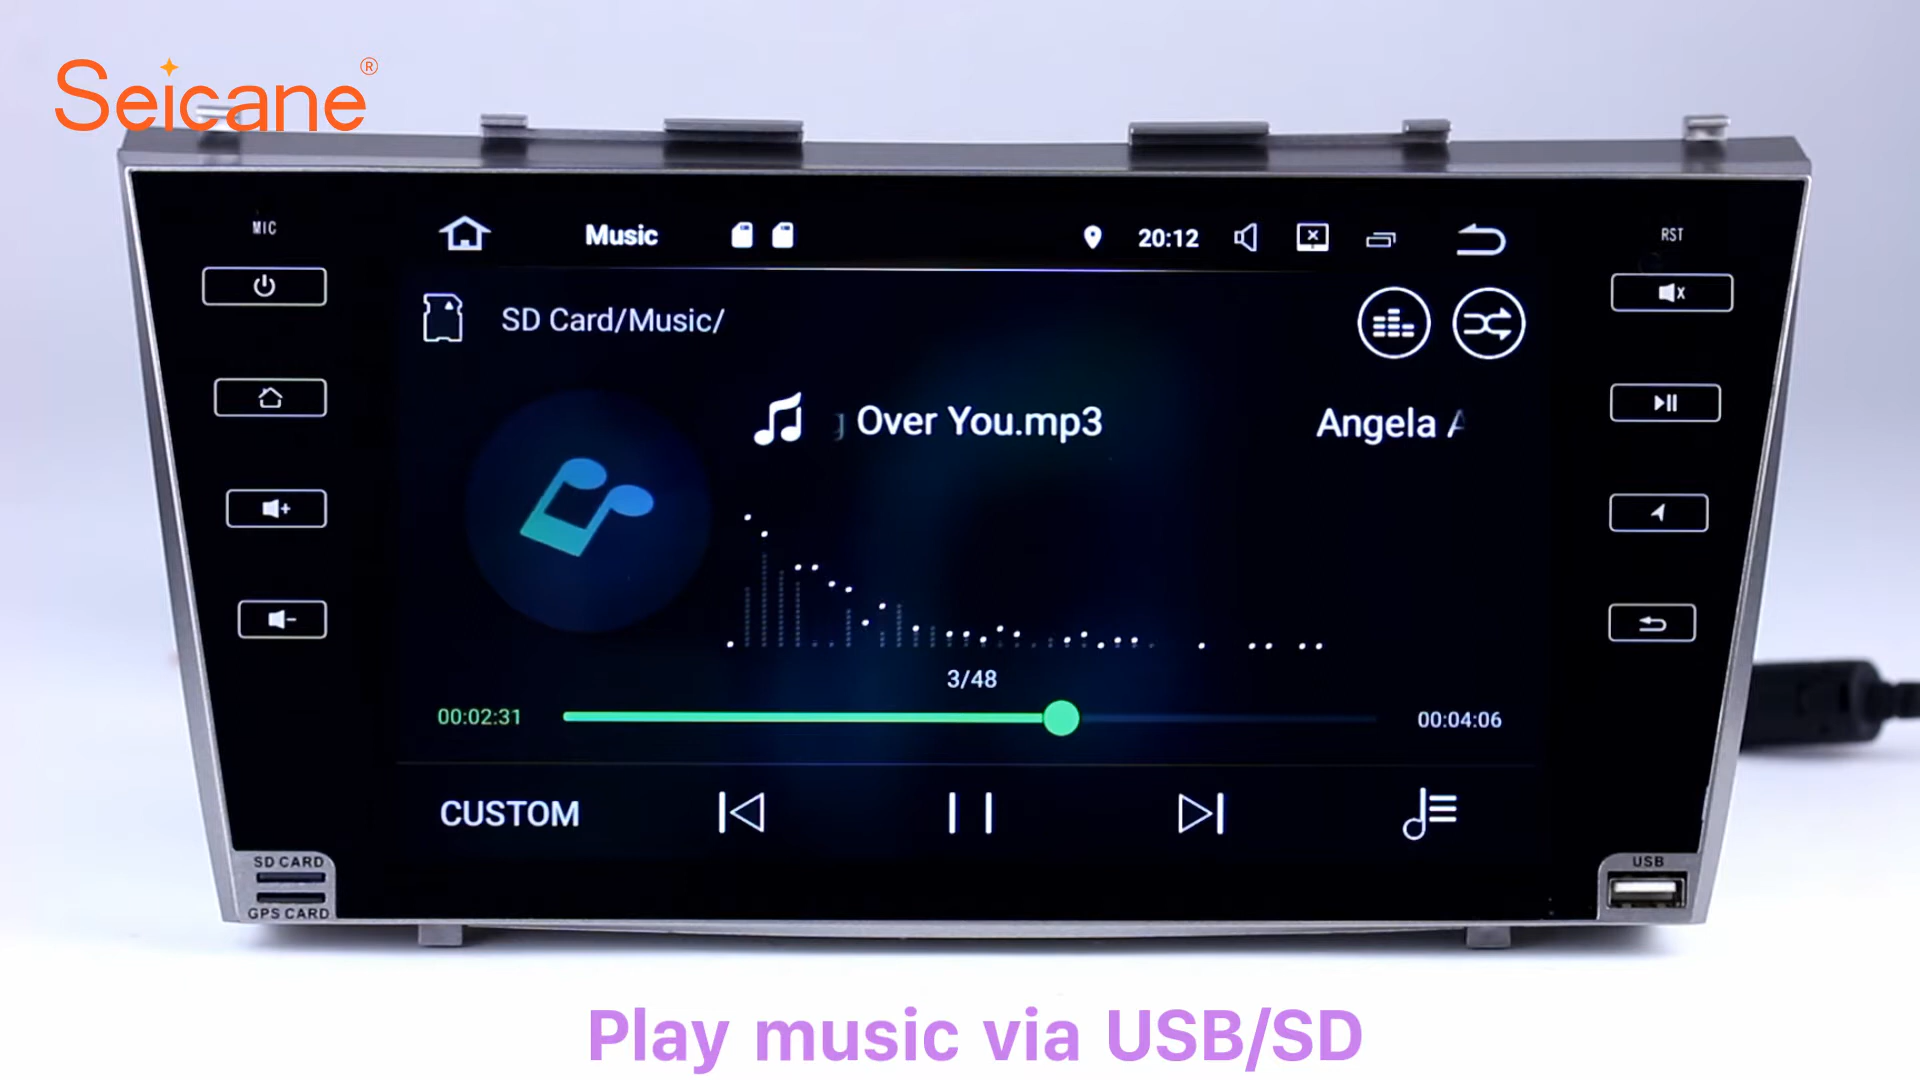 Seicane®
MIC
RST
Music
20:12
SD Card/Music/
Over You.mp3
Angela
3/48
00:02:31
00:04:06
CUSTOM
SD CARD
GPS CARD
USB
Play music via USB/SD